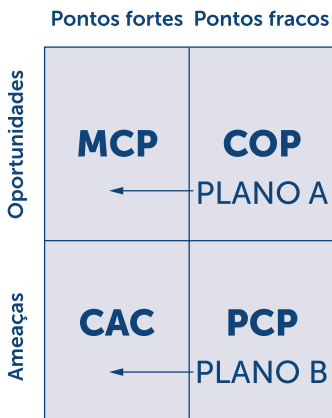 Pontos fortes Pontos fracos
Oportunidades
MCP COP
PLANO A
Ameaças
CAC PCP
PLANO B